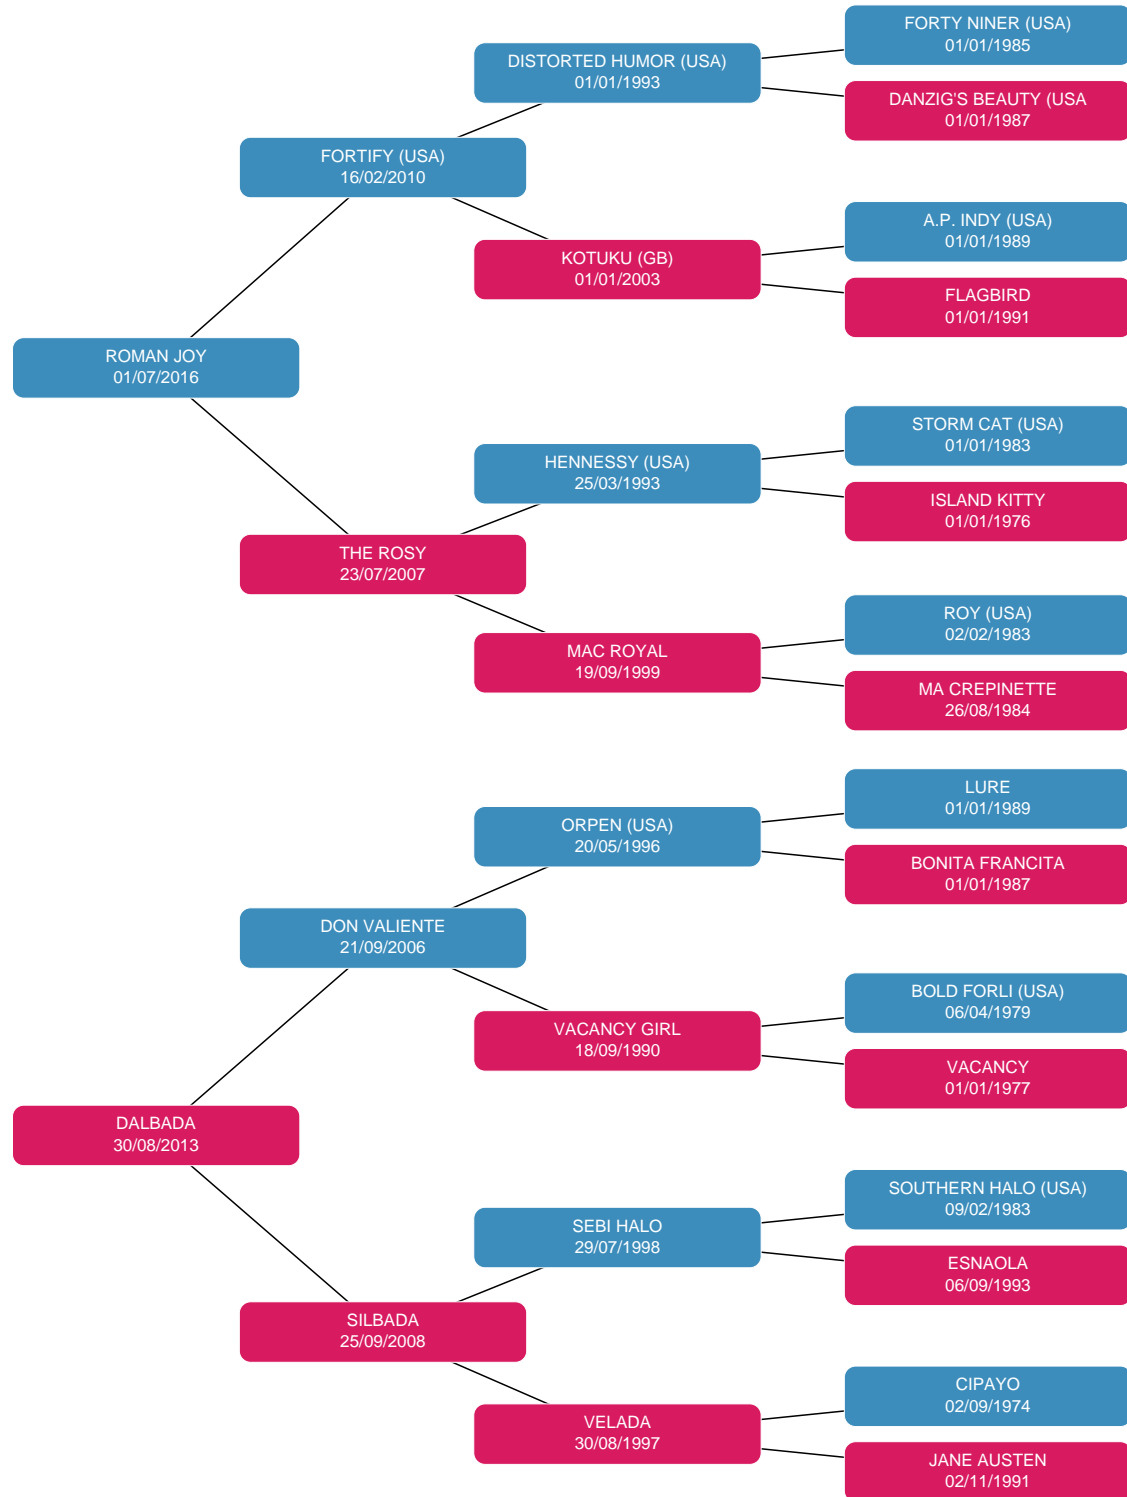 FORTY NINER (USA)
01/01/1985
DISTORTED HUMOR (USA)
01/01/1993
DANZIG'S BEAUTY (USA
01/01/1987
FORTIFY (USA)
16/02/2010
A.P. INDY (USA)
01/01/1989
KOTUKU (GB)
01/01/2003
FLAGBIRD
01/01/1991
ROMAN JOY
01/07/2016
STORM CAT (USA)
01/01/1983
HENNESSY (USA)
25/03/1993
ISLAND KITTY
01/01/1976
THE ROSY
23/07/2007
ROY (USA)
02/02/1983
MAC ROYAL
19/09/1999
MA CREPINETTE
26/08/1984
LURE
01/01/1989
ORPEN (USA)
20/05/1996
BONITA FRANCITA
01/01/1987
DON VALIENTE
21/09/2006
BOLD FORLI (USA)
06/04/1979
VACANCY GIRL
18/09/1990
VACANCY
01/01/1977
DALBADA
30/08/2013
SOUTHERN HALO (USA)
09/02/1983
SEBI HALO
29/07/1998
ESNAOLA
06/09/1993
SILBADA
25/09/2008
CIPAYO
02/09/1974
VELADA
30/08/1997
JANE AUSTEN
02/11/1991